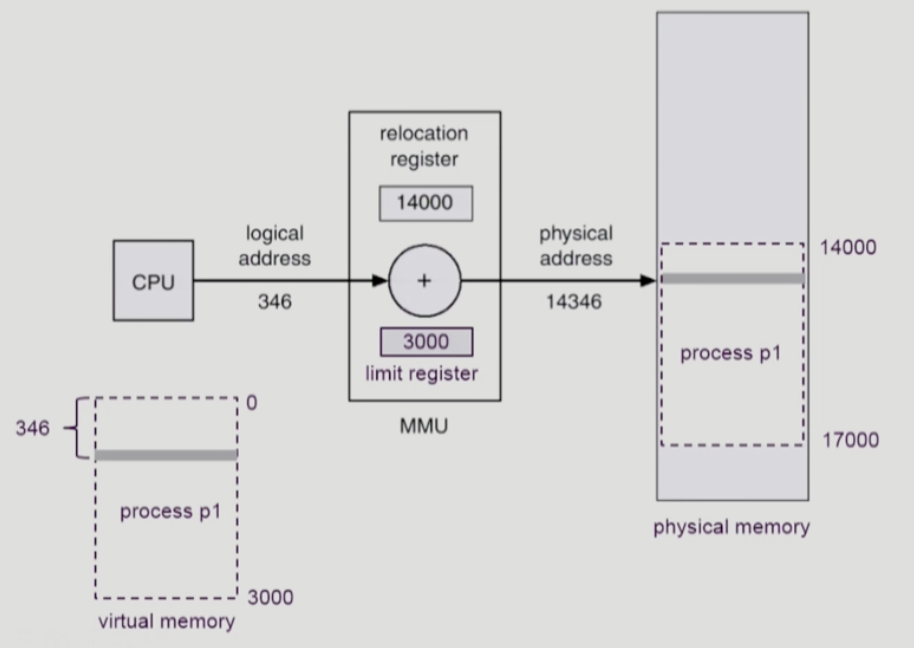 relocation
register
14000
logical
address
346
CPU
+
physical
address
14346
3000
limit register
MMU
14000
process p1
17000
physical memory
346
0
process p1
3000
virtual memory